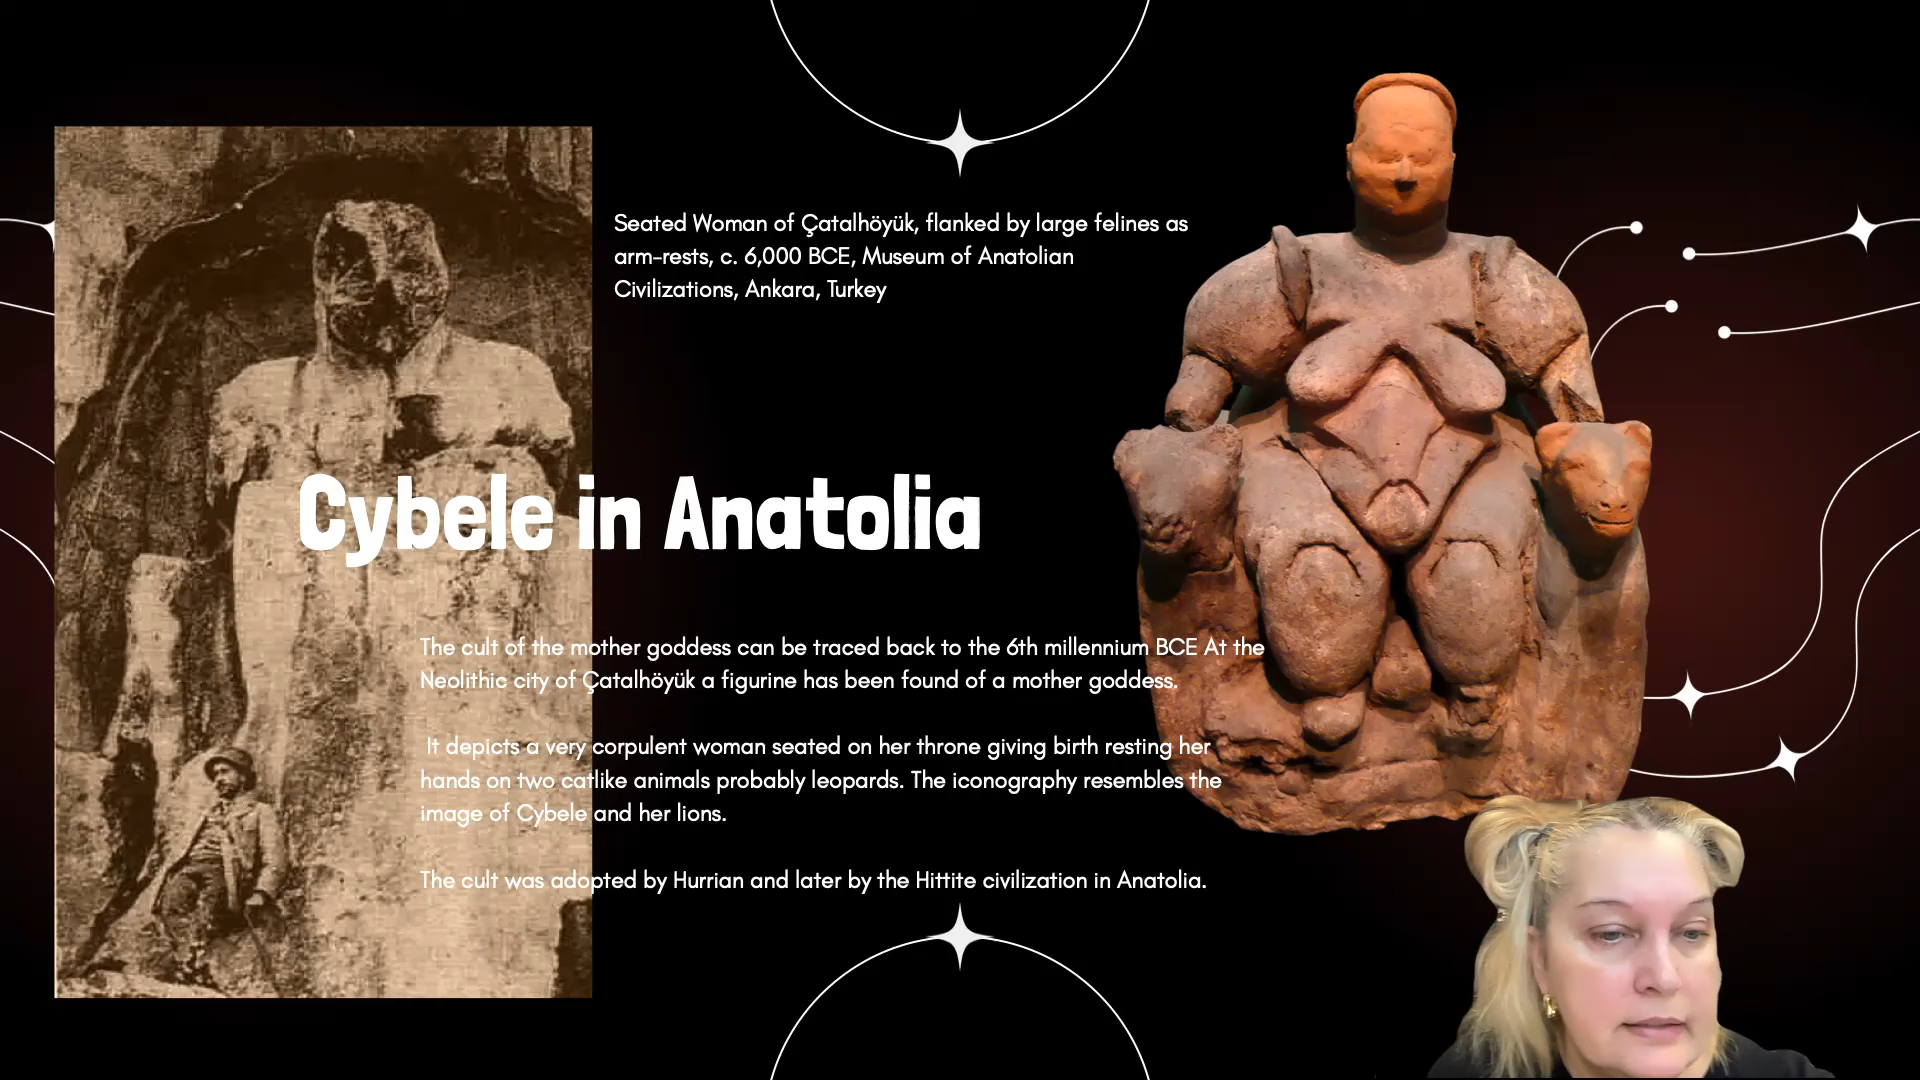 Seated Woman of Çatalhöyük, flanked by large felines as
arm-rests, c. 6,000 BCE, Museum of Anatolian
Civilizations, Ankara, Turkey
Cybele in Anatolia
The cult of the mother goddess can be traced back to the 6th millennium BCE At the
Neolithic city of Çatalhöyük a figurine has been found of a mother goddess.
It depicts a very corpulent woman seated on her throne giving birth resting her
hands on two catlike animals probably leopards. The iconography resembles the
image of Cybele and her lions.
The cult was adopted by Hurrian and later by the Hittite civilization in Anatolia.